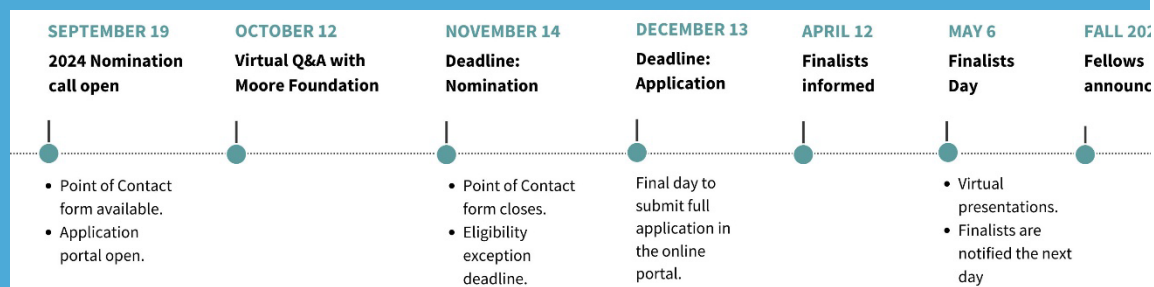 SEPTEMBER 19
2024 Nomination
call open
• Point of Contact
form available.
• Application
portal open.
OCTOBER 12
Virtual Q&A with
Moore Foundation
NOVEMBER 14
Deadline:
Nomination
• Point of Contact
form closes.
• Eligibility
exception
deadline.
DECEMBER 13
Deadline:
Application
Final day to
submit full
application in
the online
portal.
APRIL 12
Finalists
informed
MAY 6
Finalists
Day
• Virtual
presentations.
• Finalists are
notified the next
day
FALL
Fellows